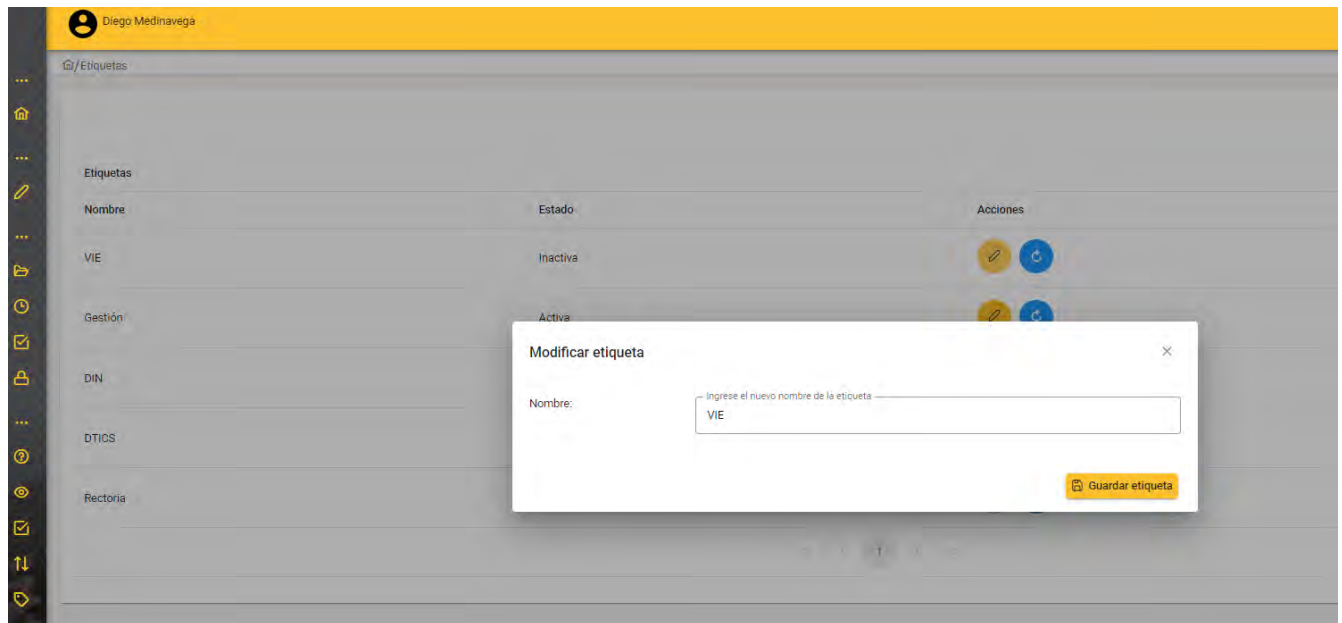 Diego Medinavega
/Etiquetas
Etiquetas
Nombre Estado Acciones
VIE Inactiva
Gestión Activa
Modificar etiqueta
DIN
Nombre: Ingrese el nuevo nombre de la etiqueta
VIE
DTICS
Rectoria
Guardar etiqueta
1